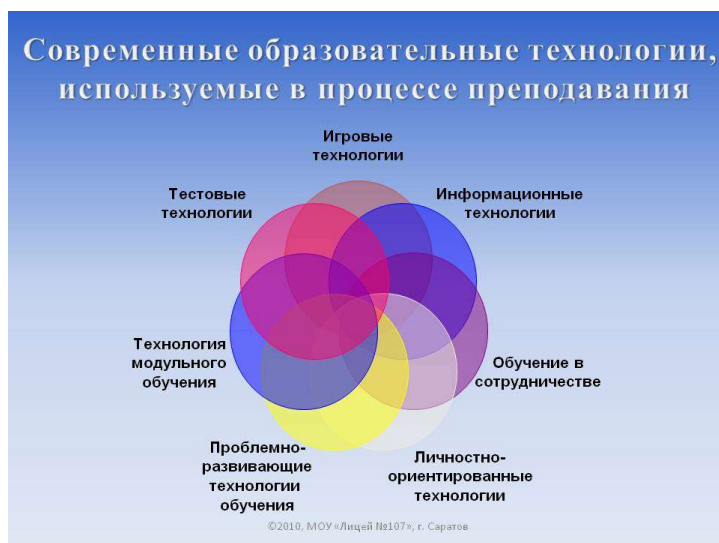 Современные образовательные технологии,
используемые в процессе преподавания
Игровые
технологии
Тестовые
технологии
Информационные
технологии
Технология
модульного
обучения
Обучение в
сотрудничестве
Проблемно-
развивающие
технологии
обучения
Личностно-
ориентированные
технологии
©2010, МОУ «Лицей №107», г. Саратов